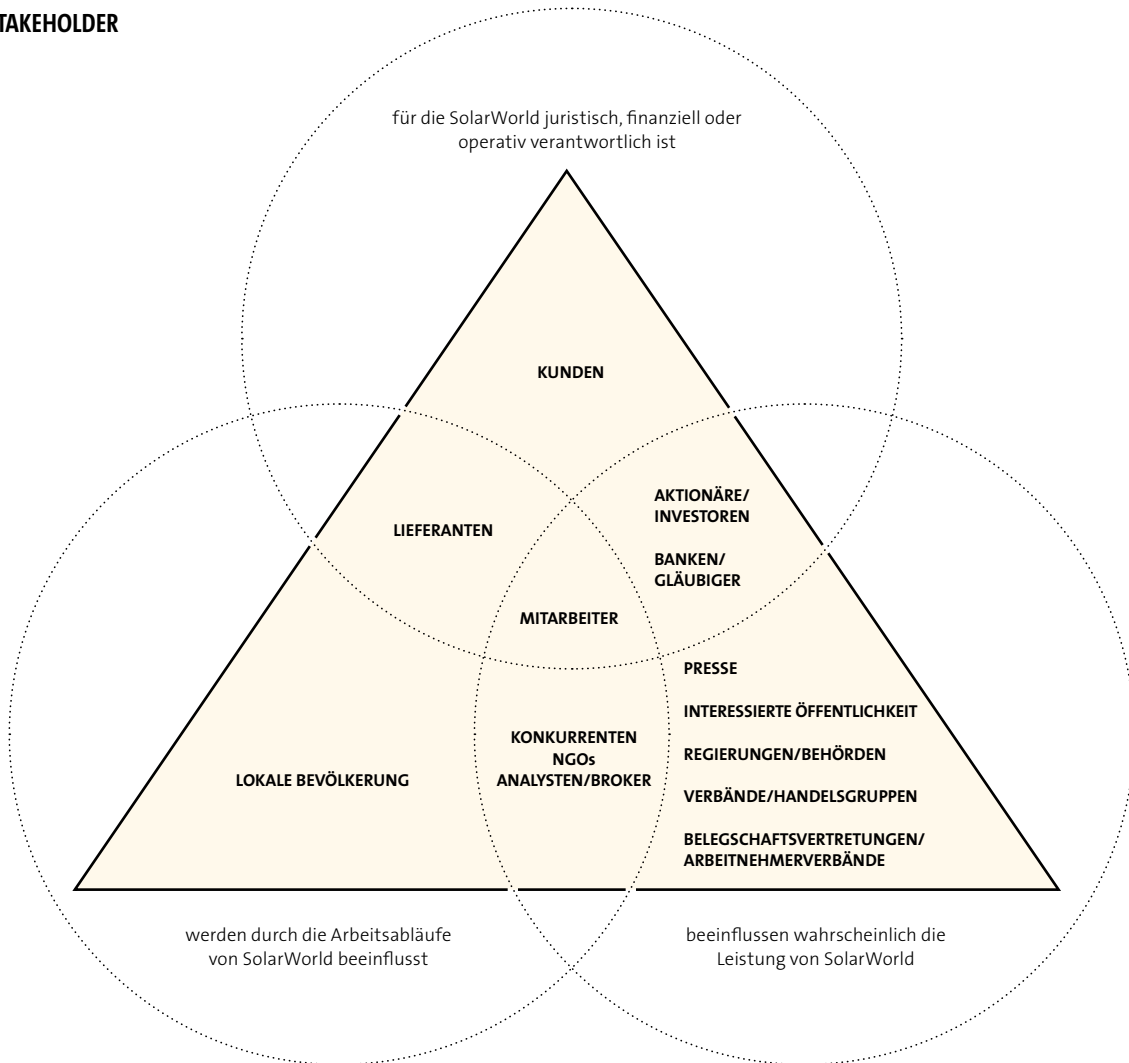 TAKEHOLDER
für die SolarWorld juristisch, finanziell oder
operativ verantwortlich ist
KUNDEN
AKTIONÄRE/
INVESTOREN
LIEFERANTEN
BANKEN/
GLÄUBIGER
MITARBEITER
PRESSE
INTERESSIERTE ÖFFENTLICHKEIT
KONKURRENTEN
NGOs
ANALYSTEN/BROKER
REGIERUNGEN/BEHÖRDEN
LOKALE BEVÖLKERUNG
VERBÄNDE/HANDELSGRUPPEN
BELEGSCHAFTSVERTRETUNGEN/
ARBEITNEHMERVERBÄNDE
werden durch die Arbeitsabläufe
von SolarWorld beeinflusst
beeinflussen wahrscheinlich die
Leistung von SolarWorld